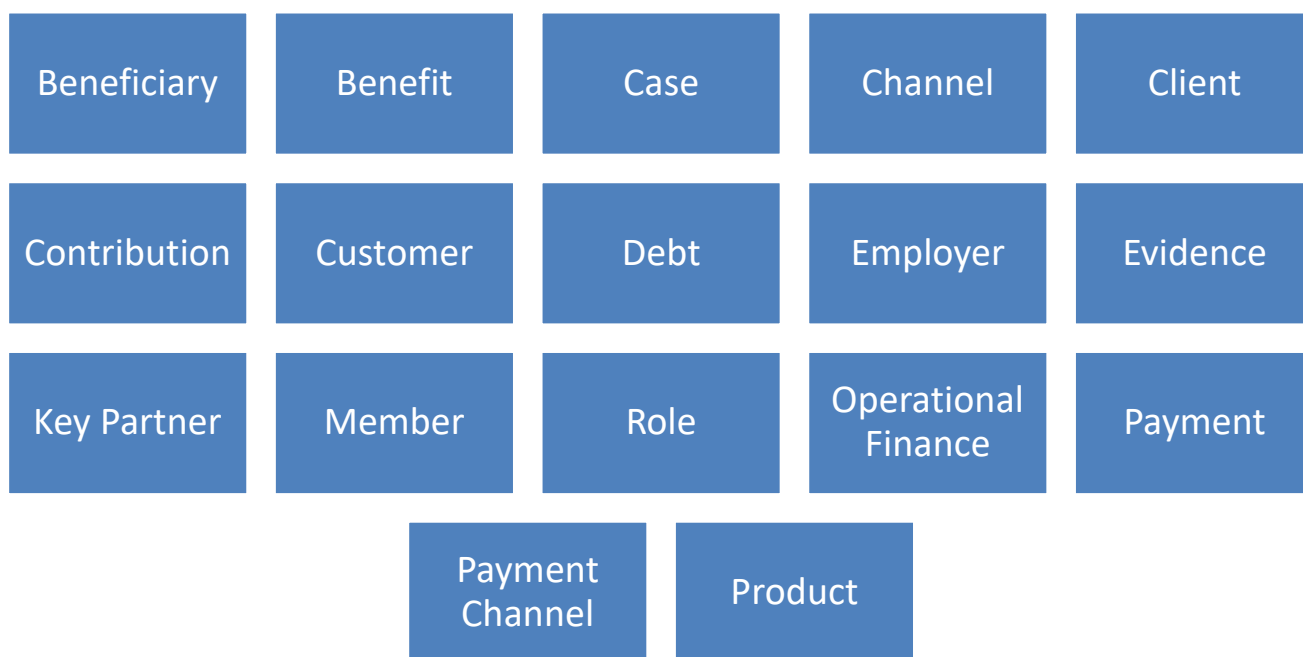 Beneficiary
Benefit
Case
Channel
Client
Contribution
Customer
Debt
Employer
Evidence
Key Partner
Member
Role
Operational
Finance
Payment
Payment
Channel
Product